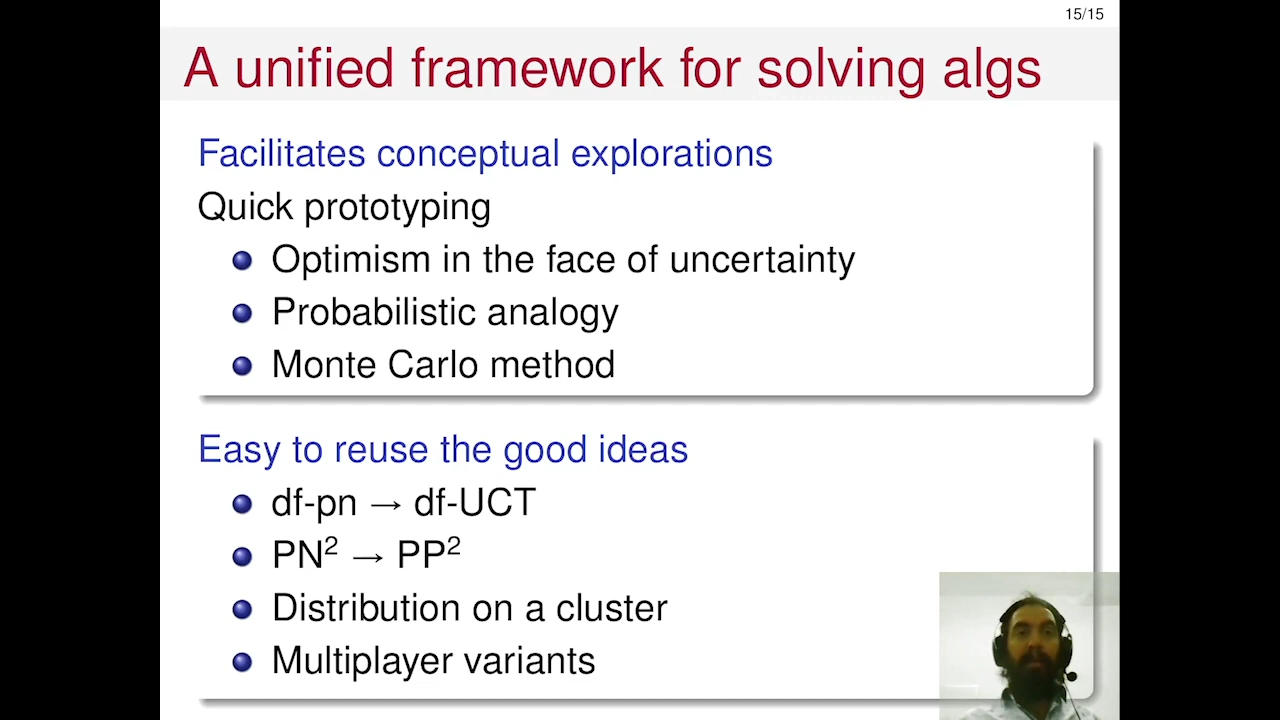 15/15
A unified framework for solving algs
Facilitates conceptual explorations
Quick prototyping
Optimism in the face of uncertainty
Probabilistic analogy
Monte Carlo method
Easy to reuse the good ideas
df-pn → df-UCT
PN² → PP²
Distribution on a cluster
Multiplayer variants